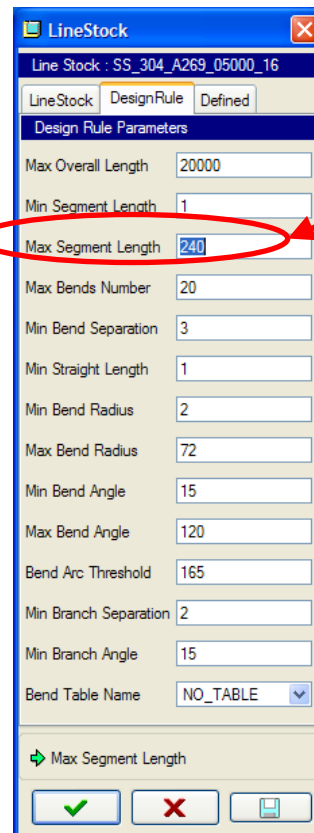 LineStock
Line Stock : SS_304_A269_05000_16
LineStock DesignRule Defined
Design Rule Parameters
Max Overall Length 20000
Min Segment Length 1
Max Segment Length 240
Max Bends Number 20
Min Bend Separation 3
Min Straight Length 1
Min Bend Radius 2
Max Bend Radius 72
Min Bend Angle 15
Max Bend Angle 120
Bend Arc Threshold 165
Min Branch Separation 2
Min Branch Angle 15
Bend Table Name NO_TABLE
Max Segment Length